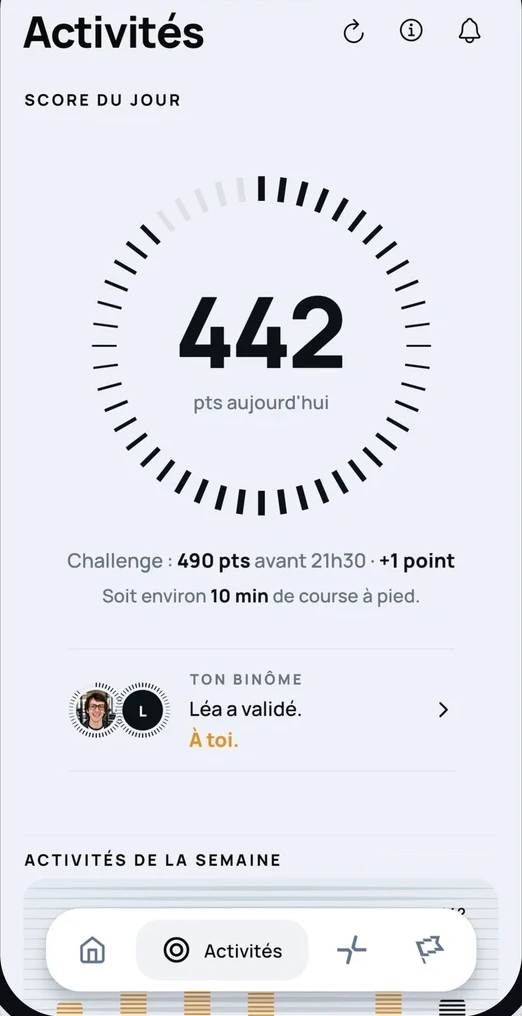 Activités
SCORE DU JOUR
442
pts aujourd'hui
Challenge : 490 pts avant 21h30 · +1 point
Soit environ 10 min de course à pied.
TON BINÔME
L
Léa a validé.
À toi.
ACTIVITÉS DE LA SEMAINE
Activités